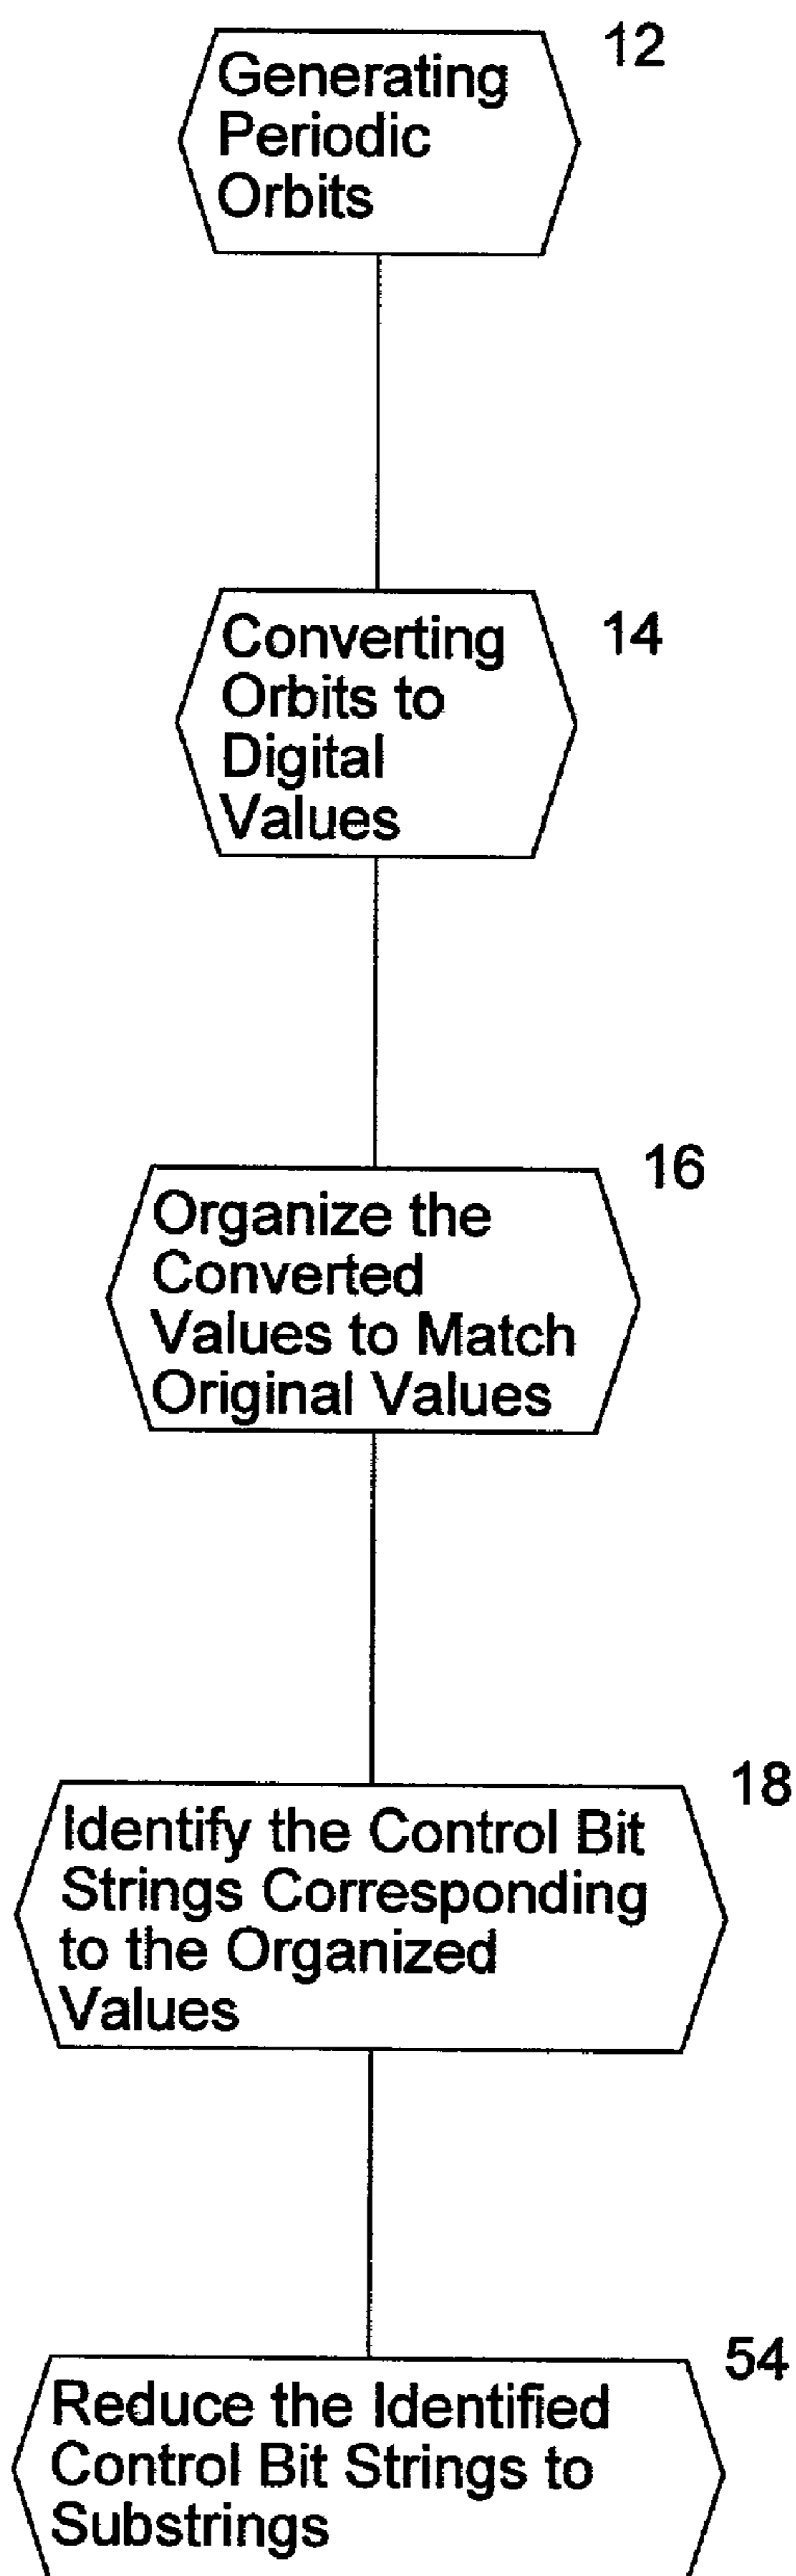 12
Generating
Periodic
Orbits
14
Converting
Orbits to
Digital
Values
16
Organize the
Converted
Values to Match
Original Values
18
Identify the Control Bit
Strings Corresponding
to the Organized
Values
54
Reduce the Identified
Control Bit Strings to
Substrings